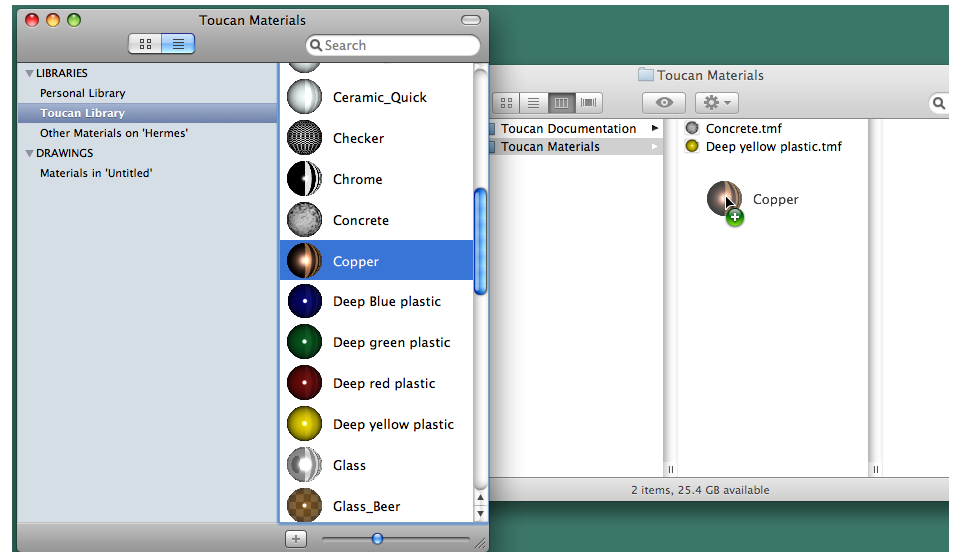 Toucan Materials
Search
LIBRARIES
Personal Library
Toucan Library
Other Materials on 'Hermes'
DRAWINGS
Materials in 'Untitled'
Ceramic_Quick
Checker
Chrome
Concrete
Copper
Deep Blue plastic
Deep green plastic
Deep red plastic
Deep yellow plastic
Glass
Glass_Beer
Toucan Materials
Toucan Documentation
Toucan Materials
Concrete.tmf
Deep yellow plastic.tmf
Copper
2 items, 25.4 GB available